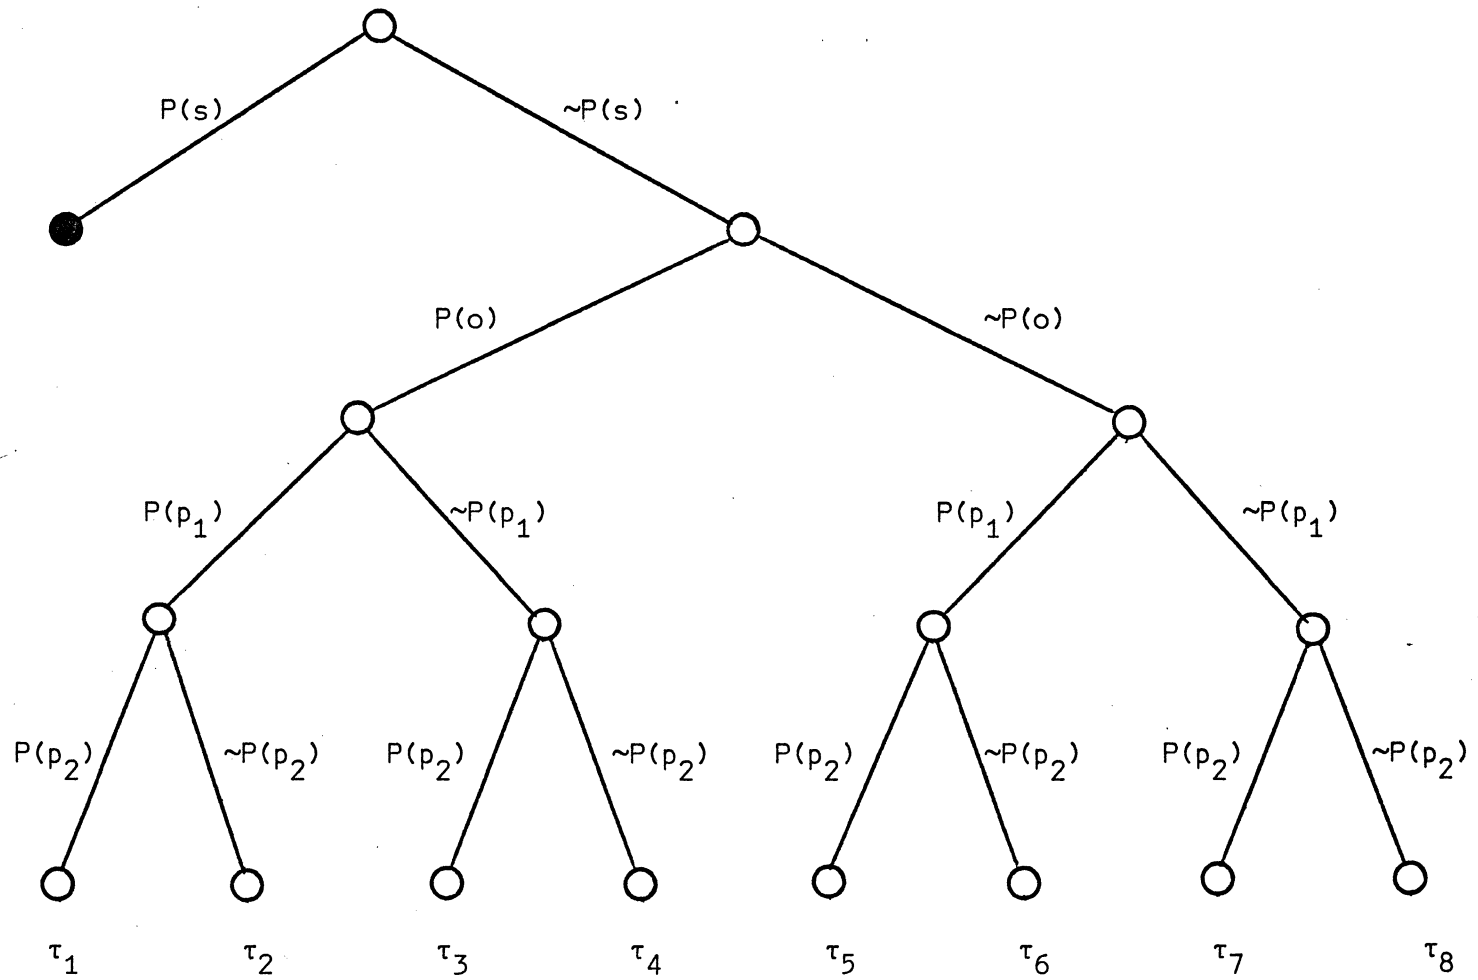 P(s) ~P(s)
P(o) ~P(o)
P(p₁) ~P(p₁) P(p₁) ~P(p₁)
P(p₂) ~P(p₂) P(p₂) ~P(p₂) P(p₂) ~P(p₂) P(p₂) ~P(p₂)
τ₁ τ₂ τ₃ τ₄ τ₅ τ₆ τ₇ τ₈